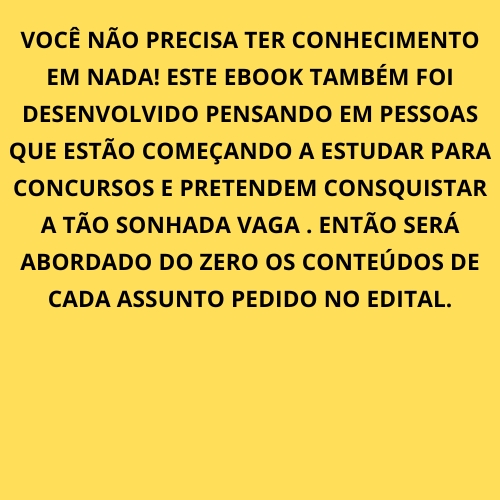 VOCÊ NÃO PRECISA TER CONHECIMENTO
EM NADA! ESTE EBOOK TAMBÉM FOI
DESENVOLVIDO PENSANDO EM PESSOAS
QUE ESTÃO COMEÇANDO A ESTUDAR PARA
CONCURSOS E PRETENDEM CONSQUISTAR
A TÃO SONHADA VAGA . ENTÃO SERÁ
ABORDADO DO ZERO OS CONTEÚDOS DE
CADA ASSUNTO PEDIDO NO EDITAL.